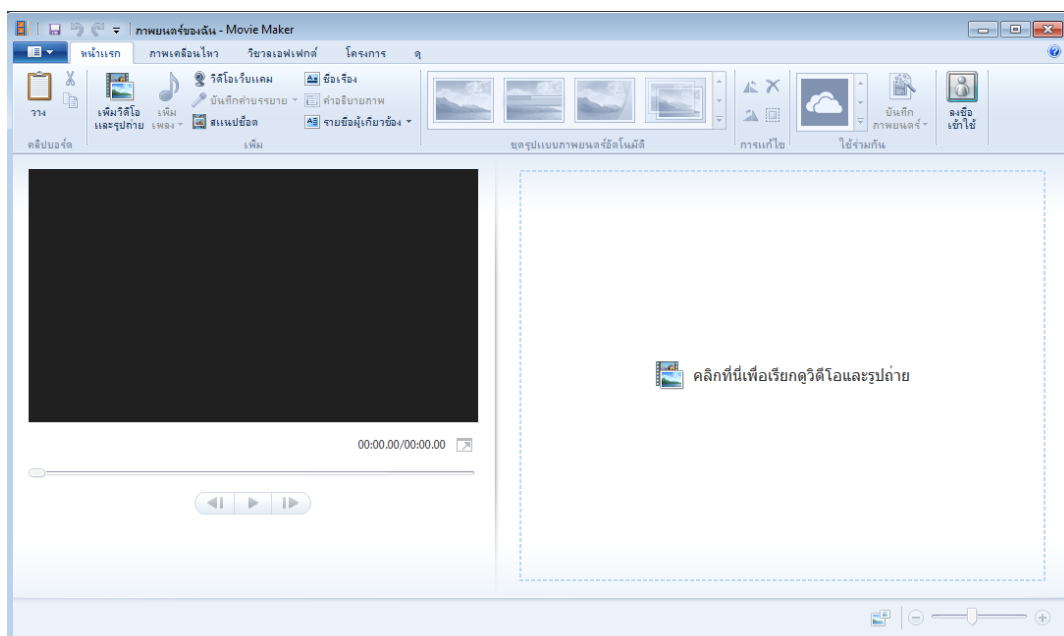 ภาพยนตร์ของฉัน - Movie Maker
หน้าแรก ภาพเคลื่อนไหว วิชวลเอฟเฟกต์ โครงการ ดู
วาง
เพิ่มวิดีโอ
และรูปถ่าย
เพิ่ม
เพลง
วิดีโอเว็บแคม
บันทึกคำบรรยาย
สแนปช็อต
ชื่อเรื่อง
คำอธิบายภาพ
รายชื่อผู้เกี่ยวข้อง
บันทึก
ภาพยนตร์
ลงชื่อ
เข้าใช้
คลิปบอร์ด เพิ่ม ชุดรูปแบบภาพยนตร์อัตโนมัติ การแก้ไข ใช้ร่วมกัน
คลิกที่นี่เพื่อเรียกดูวิดีโอและรูปถ่าย
00:00.00/00:00.00